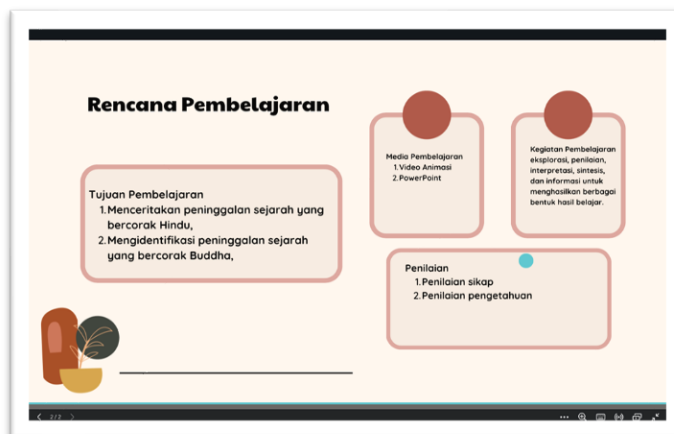 Rencana Pembelajaran
Tujuan Pembelajaran
1. Menceritakan peninggalan sejarah yang
bercorak Hindu,
2. Mengidentifikasi peninggalan sejarah
yang bercorak Buddha,
Media Pembelajaran
1. Video Animasi
2. PowerPoint
Kegiatan Pembelajaran
eksplorasi, penilaian,
interpretasi, sintesis,
dan informasi untuk
menghasilkan berbagai
bentuk hasil belajar.
Penilaian
1. Penilaian sikap
2. Penilaian pengetahuan
2/2